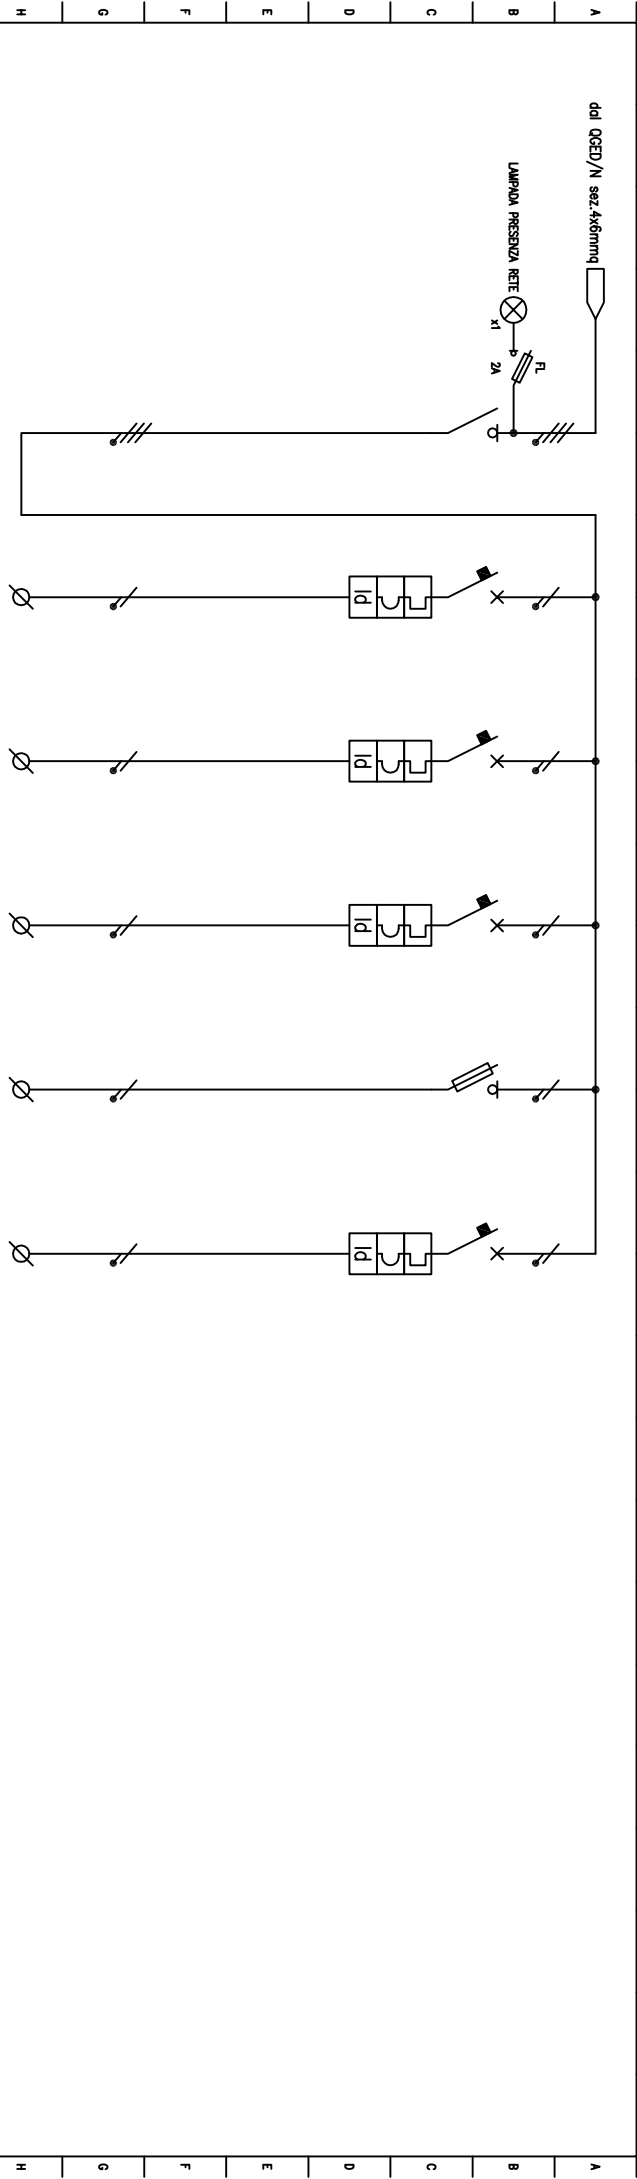 A
B
C
D
E
F
G
H
dal QGED/N sez.4x6mmq
LAMPADA PRESENZA RETE
x1
FL
2A
Id
Id
Id
Id
A
B
C
D
E
F
G
H